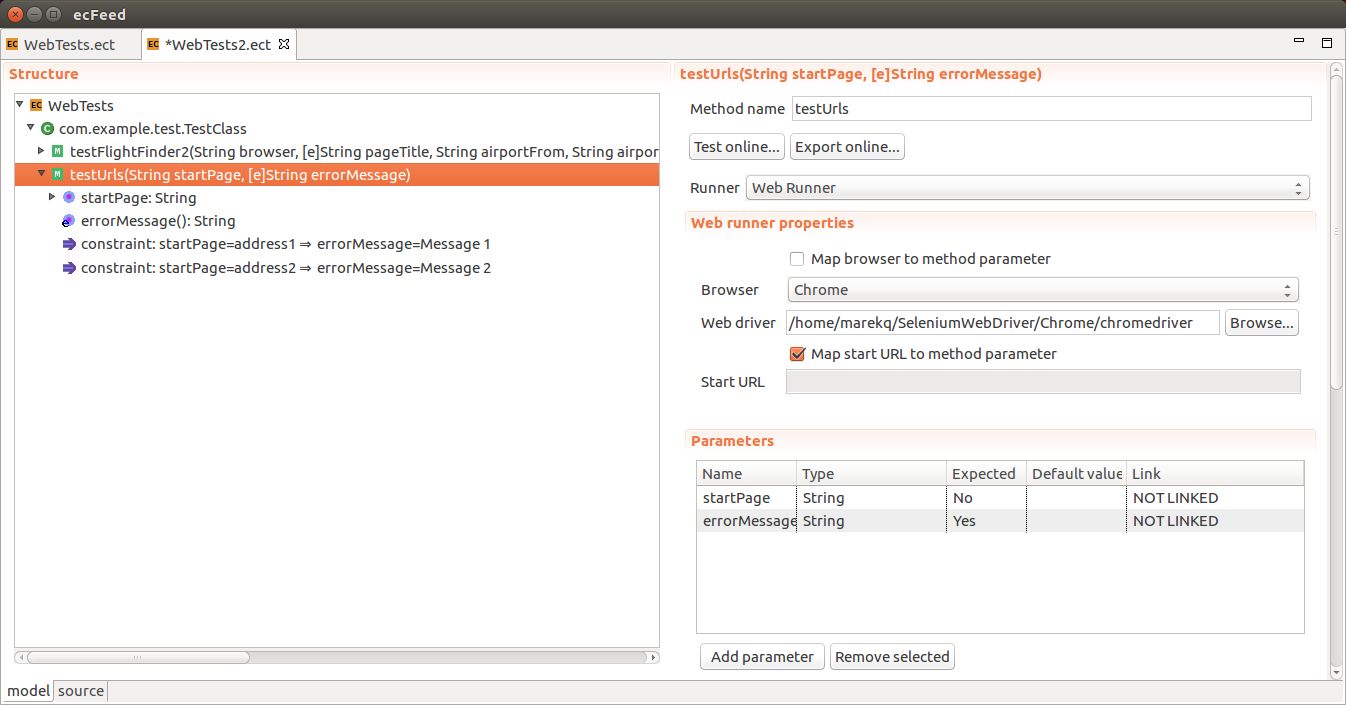 ecFeed
EC WebTests.ect
EC *WebTests2.ect
Structure
EC WebTests
C com.example.test.TestClass
M testFlightFinder2(String browser, [e]String pageTitle, String airportFrom, String airpor
M testUrls(String startPage, [e]String errorMessage)
startPage: String
e errorMessage(): String
constraint: startPage=address1 ⇒ errorMessage=Message 1
constraint: startPage=address2 ⇒ errorMessage=Message 2
testUrls(String startPage, [e]String errorMessage)
Method name testUrls
Test online... Export online...
Runner Web Runner
Web runner properties
Map browser to method parameter
Browser Chrome
Web driver /home/marekq/SeleniumWebDriver/Chrome/chromedriver Browse...
Map start URL to method parameter
Start URL
Parameters
Name Type Expected Default value Link
startPage String No NOT LINKED
errorMessage String Yes NOT LINKED
Add parameter Remove selected
model source